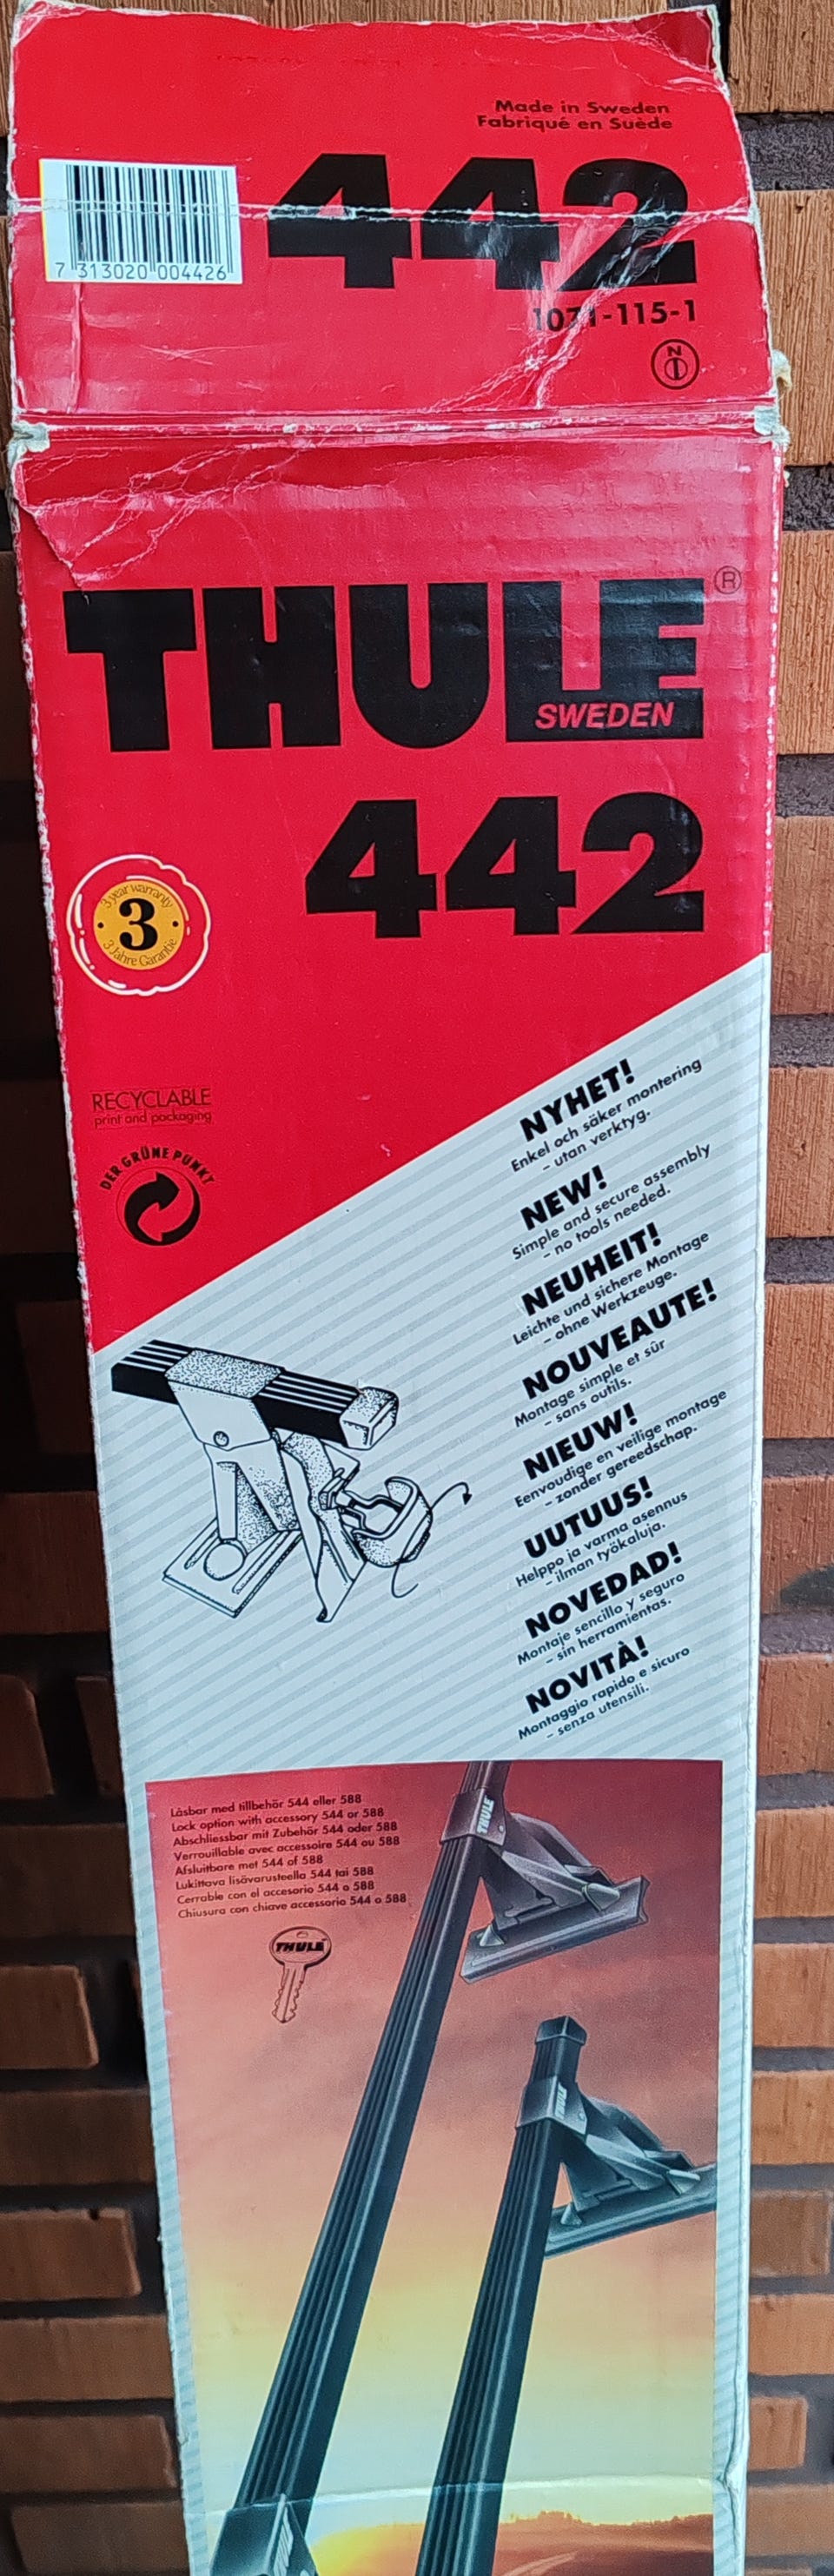 Made in Sweden
Fabriqué en Suède
442
7 313020 004426
1071-115-1
N
THULE®
SWEDEN
442
3 year warranty
3
3 Jahre Garantie
RECYCLABLE
print and packaging
DER GRÜNE PUNKT
NYHET!
Enkel och säker montering
– utan verktyg.
NEW!
Simple and secure assembly
– no tools needed.
NEUHEIT!
Leichte und sichere Montage
– ohne Werkzeuge.
NOUVEAUTE!
Montage simple et sûr
– sans outils.
NIEUW!
Eenvoudige en veilige montage
– zonder gereedschap.
UUTUUS!
Helppo ja varma asennus
– ilman työkaluja.
NOVEDAD!
Montaje sencillo y seguro
– sin herramientas.
NOVITÀ!
Montaggio rapido e sicuro
– senza utensili.
Låsbar med tillbehör 544 eller 588
Lock option with accessory 544 or 588
Abschliessbar mit Zubehör 544 oder 588
Verrouillable avec accessoire 544 ou 588
Afsluitbare met 544 of 588
Lukittava lisävarusteella 544 tai 588
Cerrable con el accesorio 544 o 588
Chiusura con chiave accessorio 544 o 588
THULE
THULE
THULE